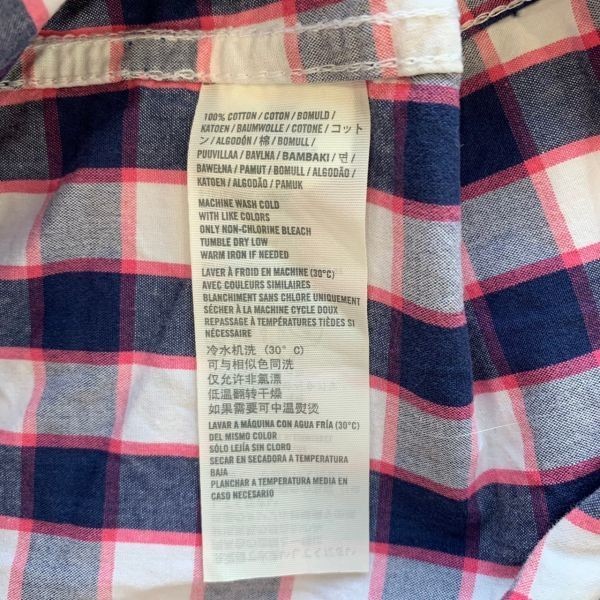 100% COTTON / COTON / BOMULD /
KATOEN / BAUMWOLLE / COTONE / コット
ン / ALGODÓN / 棉 / BOMULL /
PUUVILLAA / BAVLNA / BAMBAKI / 면 /
BAWEŁNA / PAMUT / BOMULL / ALGODÃO /
KATOEN / ALGODÃO / PAMUK
MACHINE WASH COLD
WITH LIKE COLORS
ONLY NON-CHLORINE BLEACH
TUMBLE DRY LOW
WARM IRON IF NEEDED
LAVER À FROID EN MACHINE (30°C)
AVEC COULEURS SIMILAIRES
BLANCHIMENT SANS CHLORE UNIQUEMENT
SÉCHER À LA MACHINE CYCLE DOUX
REPASSAGE À TEMPÉRATURES TIÈDES SI
NÉCESSAIRE
冷水机洗 (30° C)
可与相似色同洗
仅允许非氯漂
低温翻转干燥
如果需要可中温熨烫
LAVAR A MÁQUINA CON AGUA FRÍA (30°C)
DEL MISMO COLOR
SÓLO LEJÍA SIN CLORO
SECAR EN SECADORA A TEMPERATURA
BAJA
PLANCHAR A TEMPERATURA MEDIA EN
CASO NECESARIO